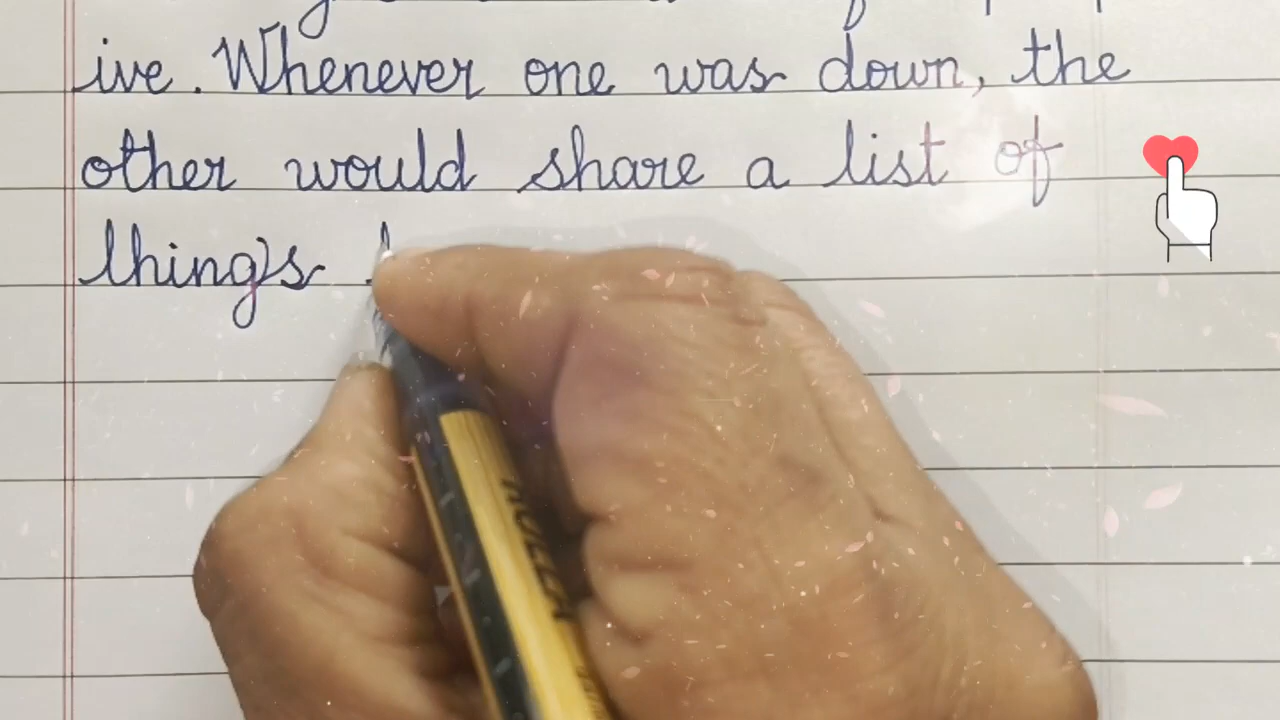 ive. Whenever one was down, the
other would share a list of
things